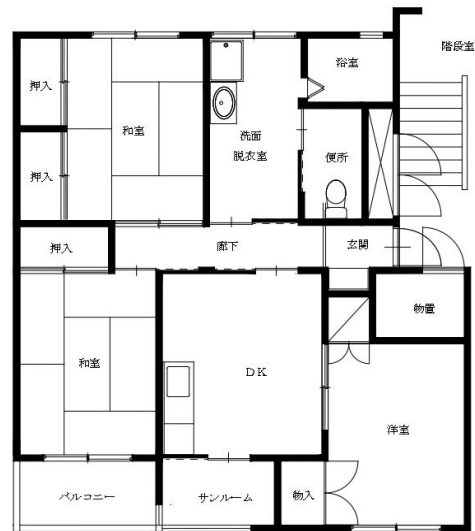 階段室
浴室
押入
和室
洗面
脱衣室
便所
押入
押入
廊下
玄関
物置
和室
DK
洋室
バルコニー
サンルーム
物入